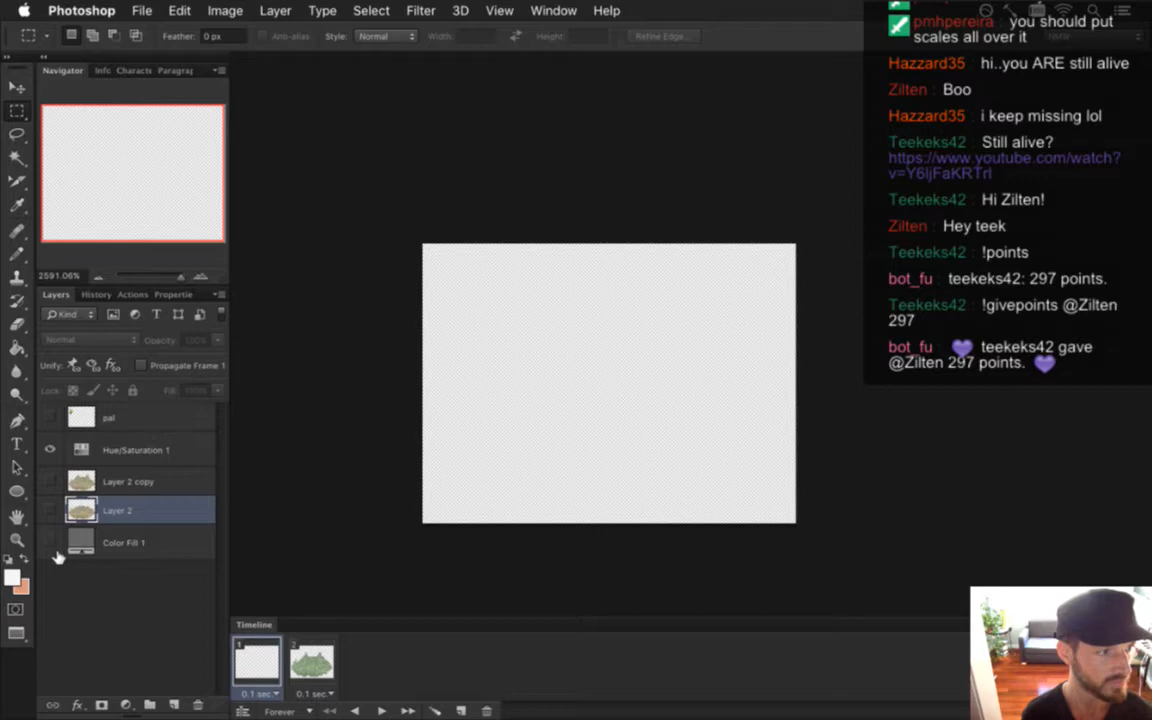 Photoshop File Edit Image Layer Type Select Filter 3D View Window Help
Feather: 0 px Anti-alias Style: Normal Width: Height: Refine Edge...
Navigator Info Characte Paragraj
2591.06%
Layers History Actions Propertie
Kind
Normal Opacity: 100%
Unify: Propagate Frame 1
Lock: Fill: 100%
pal
Hue/Saturation 1
Layer 2 copy
Layer 2
Color Fill 1
Timeline
1 2
0.1 sec. 0.1 sec.
Forever
pmhpereira : you should put
scales all over it
Hazzard35 : hi..you ARE still alive
Zilten : Boo
Hazzard35 : i keep missing lol
Teekeks42 : Still alive?
https://www.youtube.com/watch?
Teekeks42 : Hi Zilten!
Zilten : Hey teek
Teekeks42 : !points
bot_fu : teekeks42: 297 points.
Teekeks42 : !givepoints @Zilten
297
bot_fu : teekeks42 gave
@Zilten 297 points.